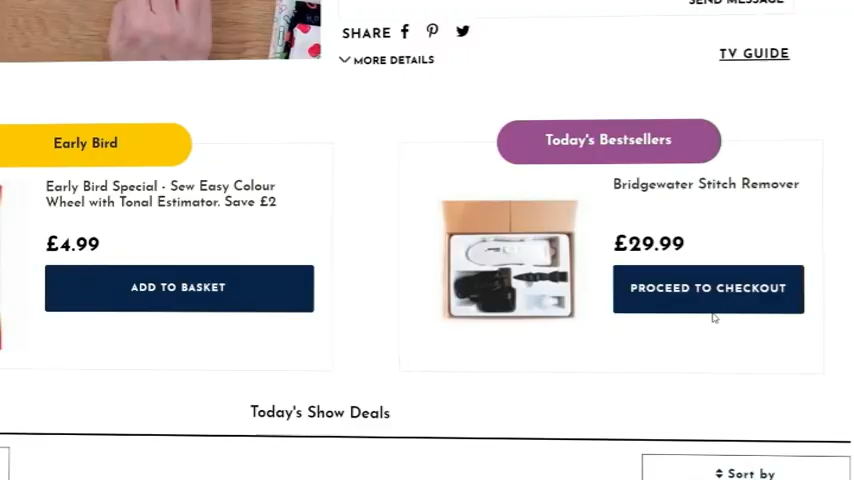 SEND MESSAGE
SHARE
MORE DETAILS
TV GUIDE
Early Bird
Early Bird Special - Sew Easy Colour
Wheel with Tonal Estimator. Save £2
£4.99
ADD TO BASKET
Today's Bestsellers
Bridgewater Stitch Remover
£29.99
PROCEED TO CHECKOUT
Today's Show Deals
Sort by